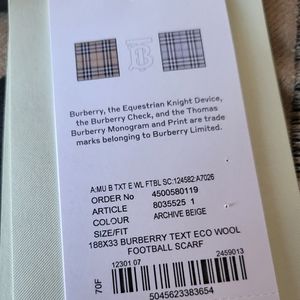 Burberry, the Equestrian Knight Device,
the Burberry Check, and the Thomas
Burberry Monogram and Print are trade
marks belonging to Burberry Limited.
A:MU B TXT E WL FTBL SC:124582:A7026
ORDER No 4500580119
ARTICLE 8035525 1
COLOUR ARCHIVE BEIGE
SIZE/FIT
188X33 BURBERRY TEXT ECO WOOL
FOOTBALL SCARF
12301 07 2459013
70F
5045623383654